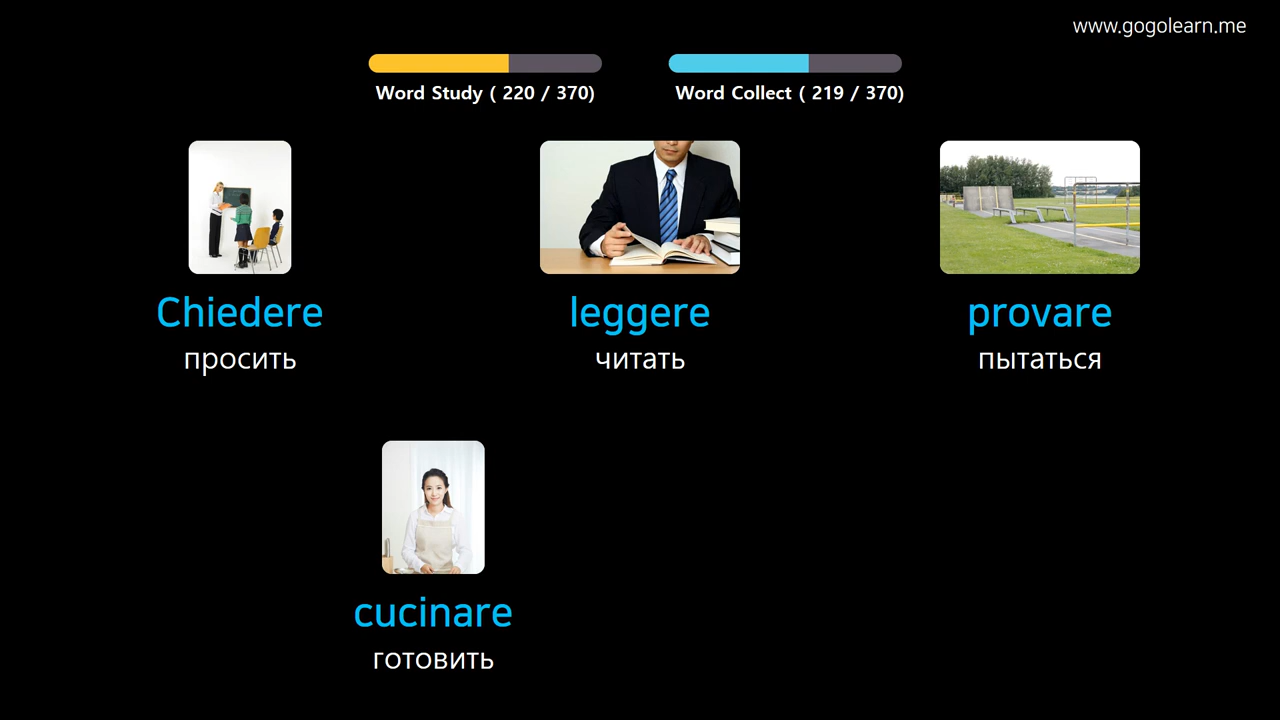 www.gogolearn.me
Word Study ( 220 / 370)
Word Collect ( 219 / 370)
Chiedere
просить
leggere
читать
provare
пытаться
cucinare
готовить